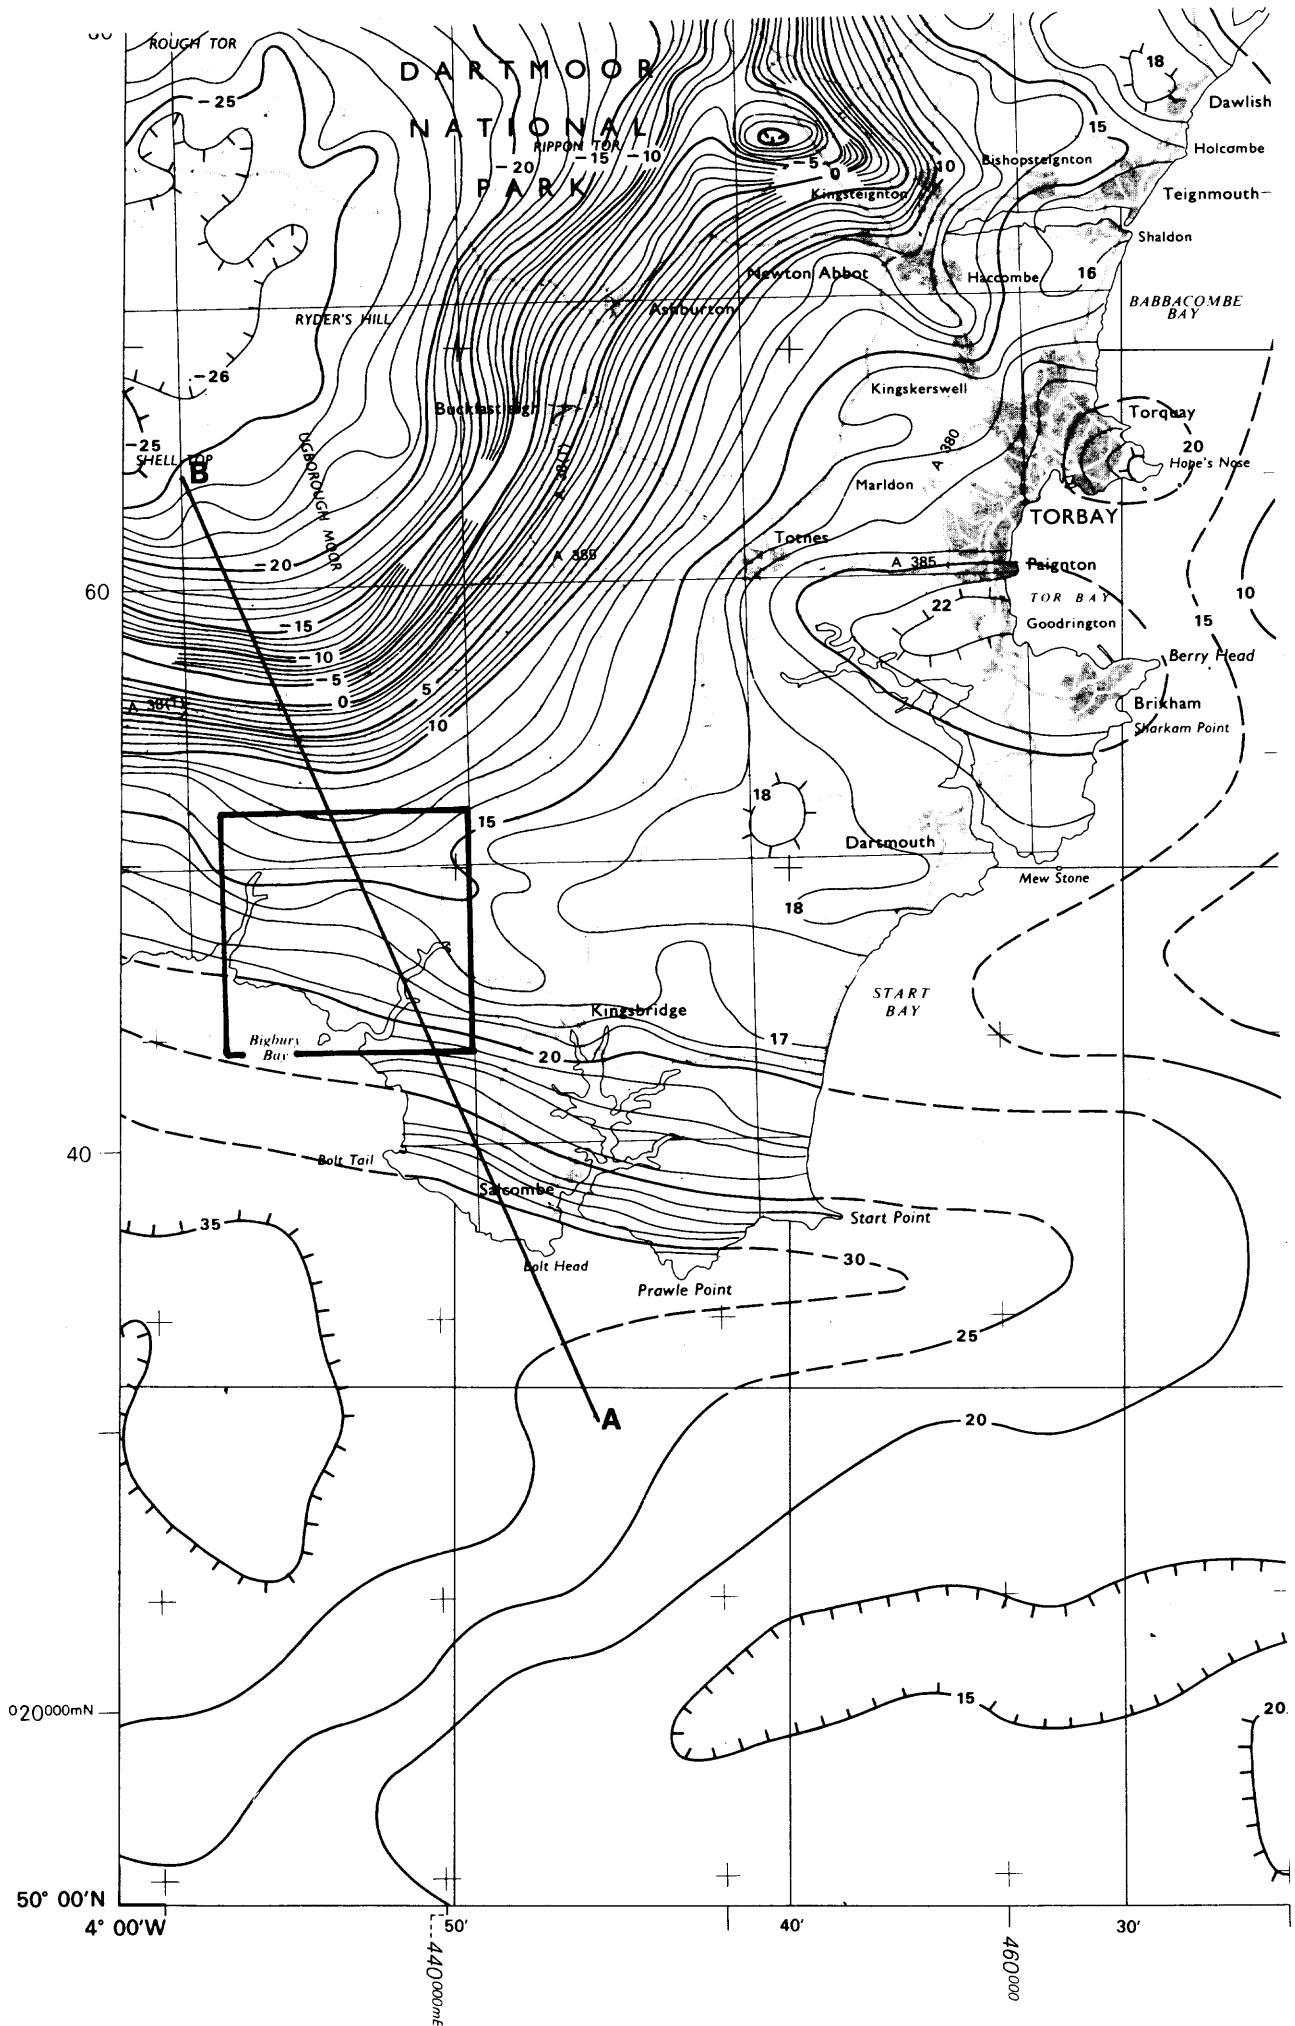 ROUGH TOR
DARTMOOR
18
-25
Dawlish
15
NATIONAL
Holcombe
RIPPON TOR
-20
-15
-10
Bishopsteignton
-5
0
10
PARK
Kingsteignton
Teignmouth
Shaldon
Newton Abbot
Haccombe
16
RYDER'S HILL
Ashburton
BABBACOMBE
BAY
-26
Kingskerswell
Buckfastleigh
Torquay
-25
SHELL TOP
B
UGBOROUGH MOOR
A 38(T)
A 380
20
Hope's Nose
Marldon
TORBAY
Totnes
A 385
A 385
Paignton
-20
60
22
TOR BAY
10
-15
Goodrington
15
-10
Berry Head
-5
5
0
A 38(T)
10
Brixham
Sharkam Point
18
15
Dartmouth
Mew Stone
18
START
BAY
Kingsbridge
Bigbury
Bay
17
20
40
Bolt Tail
Salcombe
35
Start Point
30
Bolt Head
Prawle Point
25
A
20
15
020000mN
20
50° 00'N
4° 00'W
50'
40'
30'
440000mE
460000